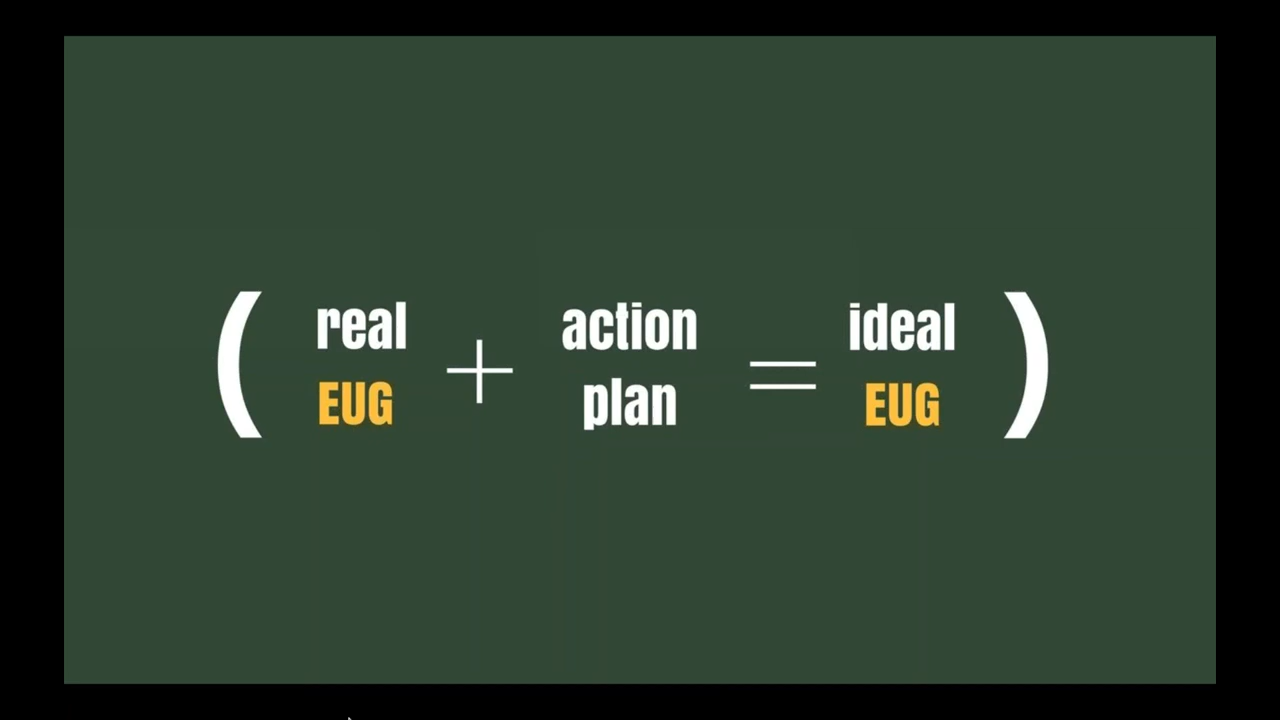 ( real + action = ideal )
EUG plan EUG